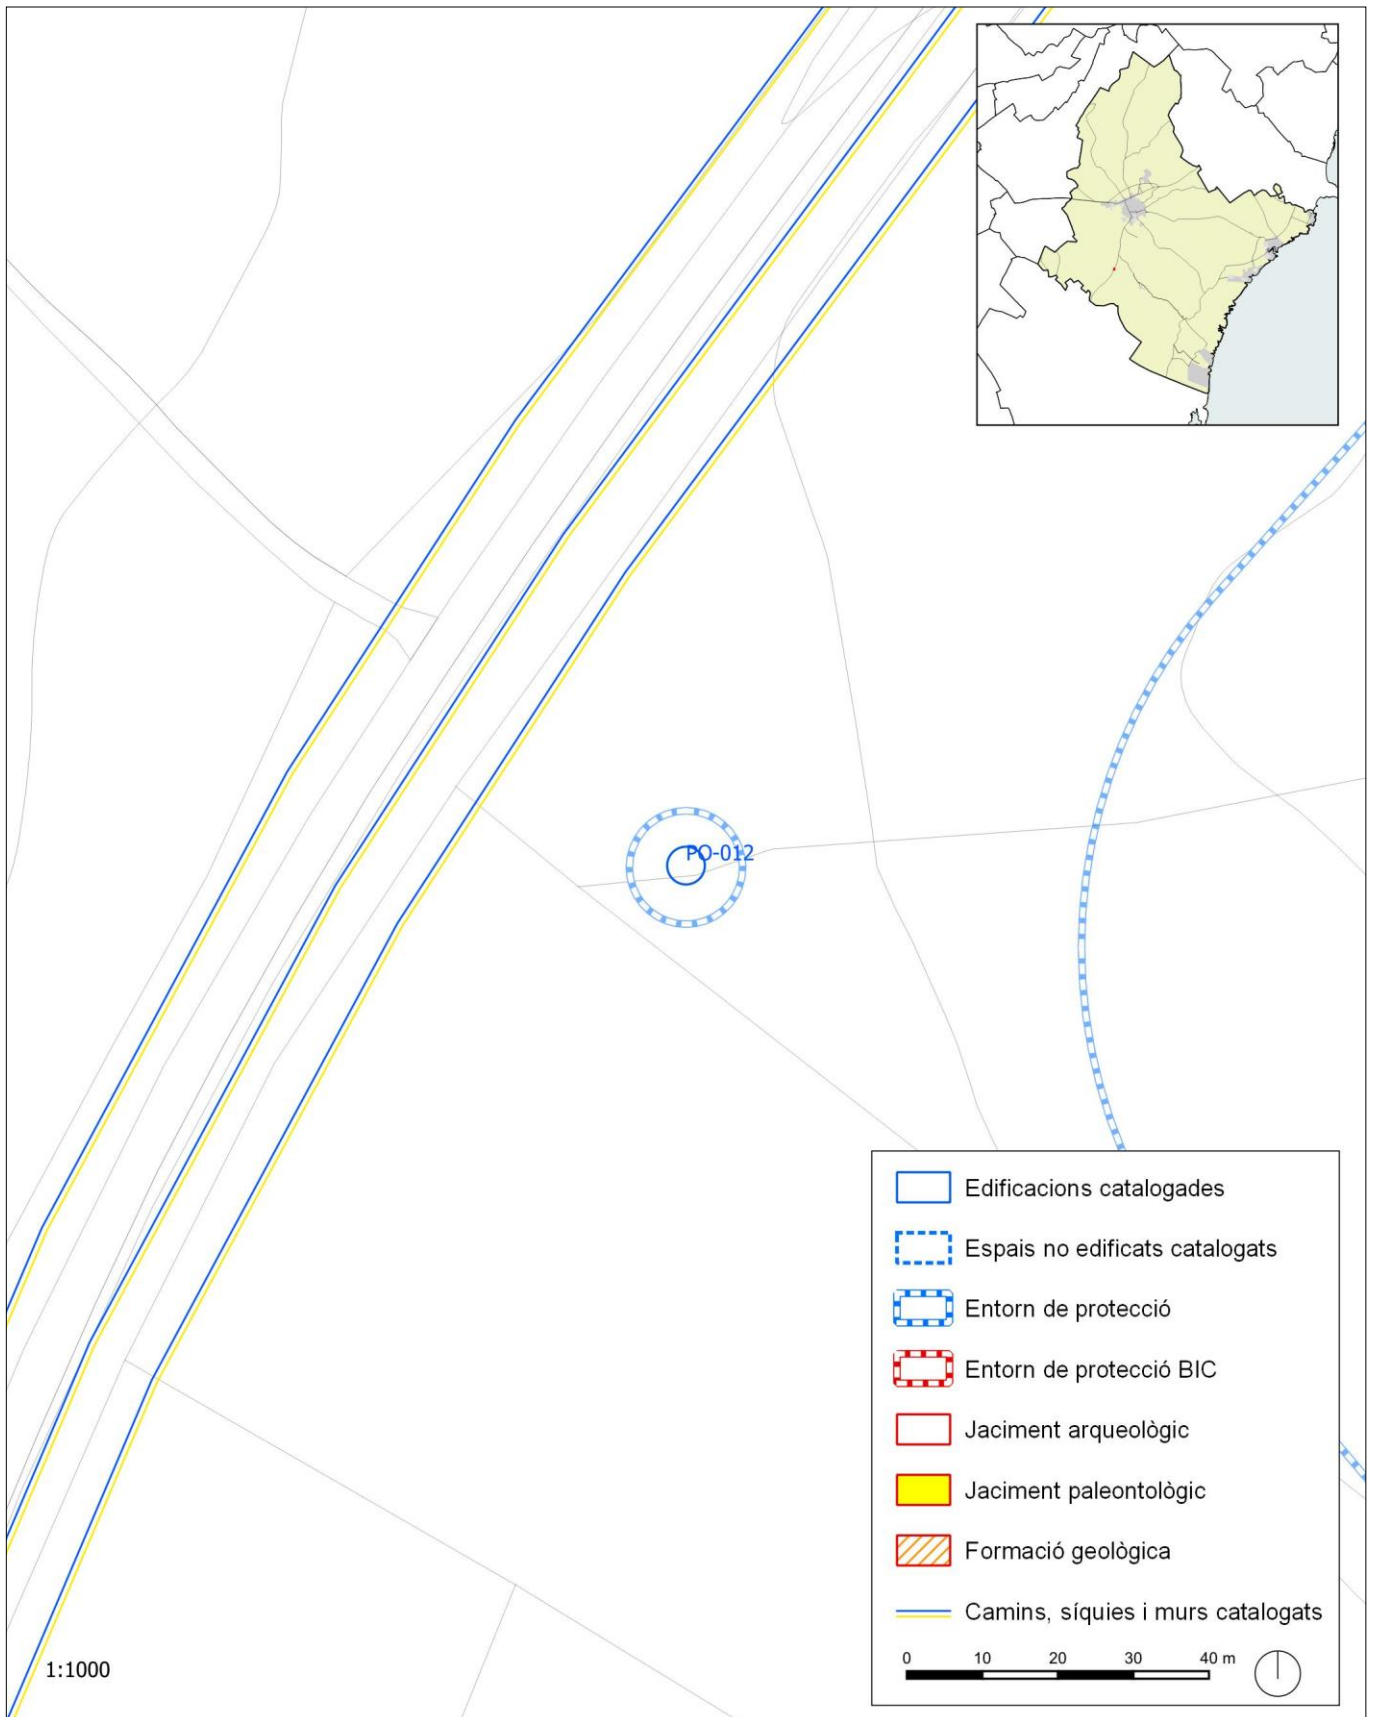 PO-012
Edificacions catalogades
Espais no edificats catalogats
Entorn de protecció
Entorn de protecció BIC
Jaciment arqueològic
Jaciment paleontològic
Formació geològica
Camins, síquies i murs catalogats
0 10 20 30 40 m
1:1000